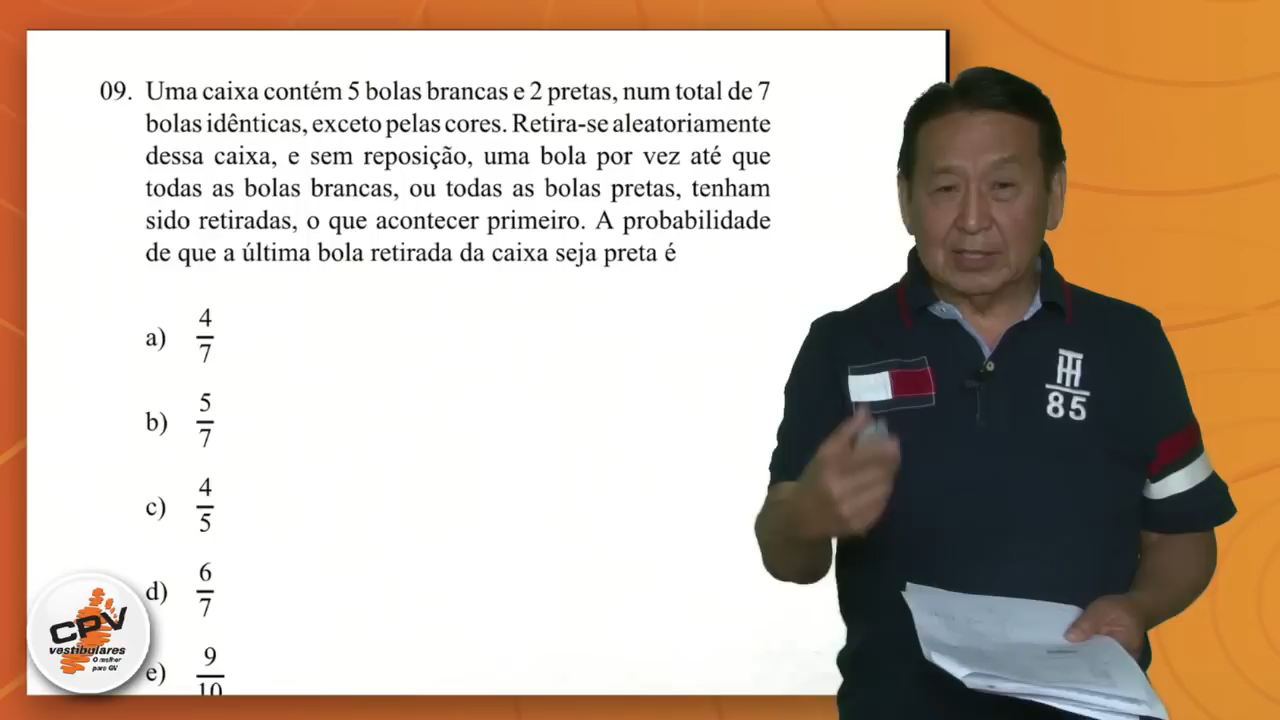 09. Uma caixa contém 5 bolas brancas e 2 pretas, num total de 7
bolas idênticas, exceto pelas cores. Retira-se aleatoriamente
dessa caixa, e sem reposição, uma bola por vez até que
todas as bolas brancas, ou todas as bolas pretas, tenham
sido retiradas, o que acontecer primeiro. A probabilidade
de que a última bola retirada da caixa seja preta é
a) 4/7
b) 5/7
c) 4/5
d) 6/7
e) 9/10
CPV
vestibulares
O melhor
para GV
TH
85